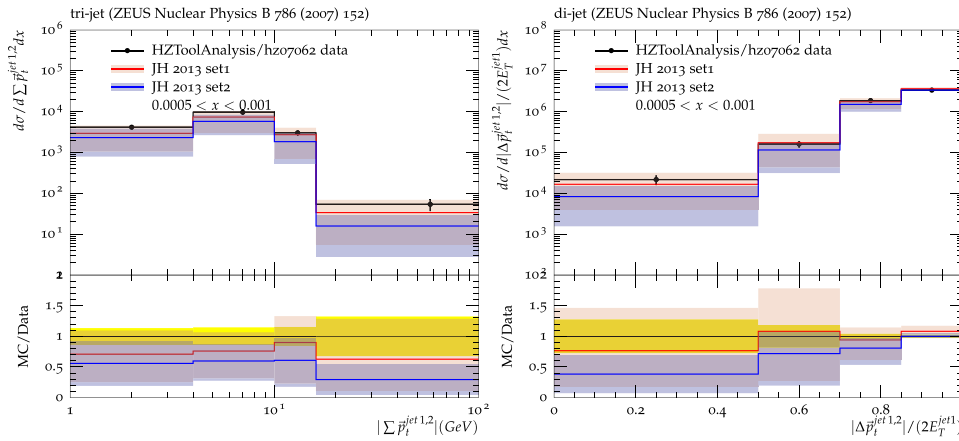 tri-jet (ZEUS Nuclear Physics B 786 (2007) 152)
dσ/d∑p⃗_t^{jet 1,2}dx
10^6
10^5
10^4
10^3
10^2
10^1
HZToolAnalysis/hz07062 data
JH 2013 set1
JH 2013 set2
0.0005 < x < 0.001
MC/Data
2
1.5
1
0.5
0
1
10^1
10^2
|∑p⃗_t^{jet 1,2}|(GeV)
di-jet (ZEUS Nuclear Physics B 786 (2007) 152)
dσ/d|Δp⃗_t^{jet 1,2}|/(2E_T^{jet1})dx
10^8
10^7
10^6
10^5
10^4
10^3
10^2
HZToolAnalysis/hz07062 data
JH 2013 set1
JH 2013 set2
0.0005 < x < 0.001
MC/Data
1.5
1
0.5
0
0
0.2
0.4
0.6
0.8
|Δp⃗_t^{jet 1,2}|/(2E_T^{jet1})